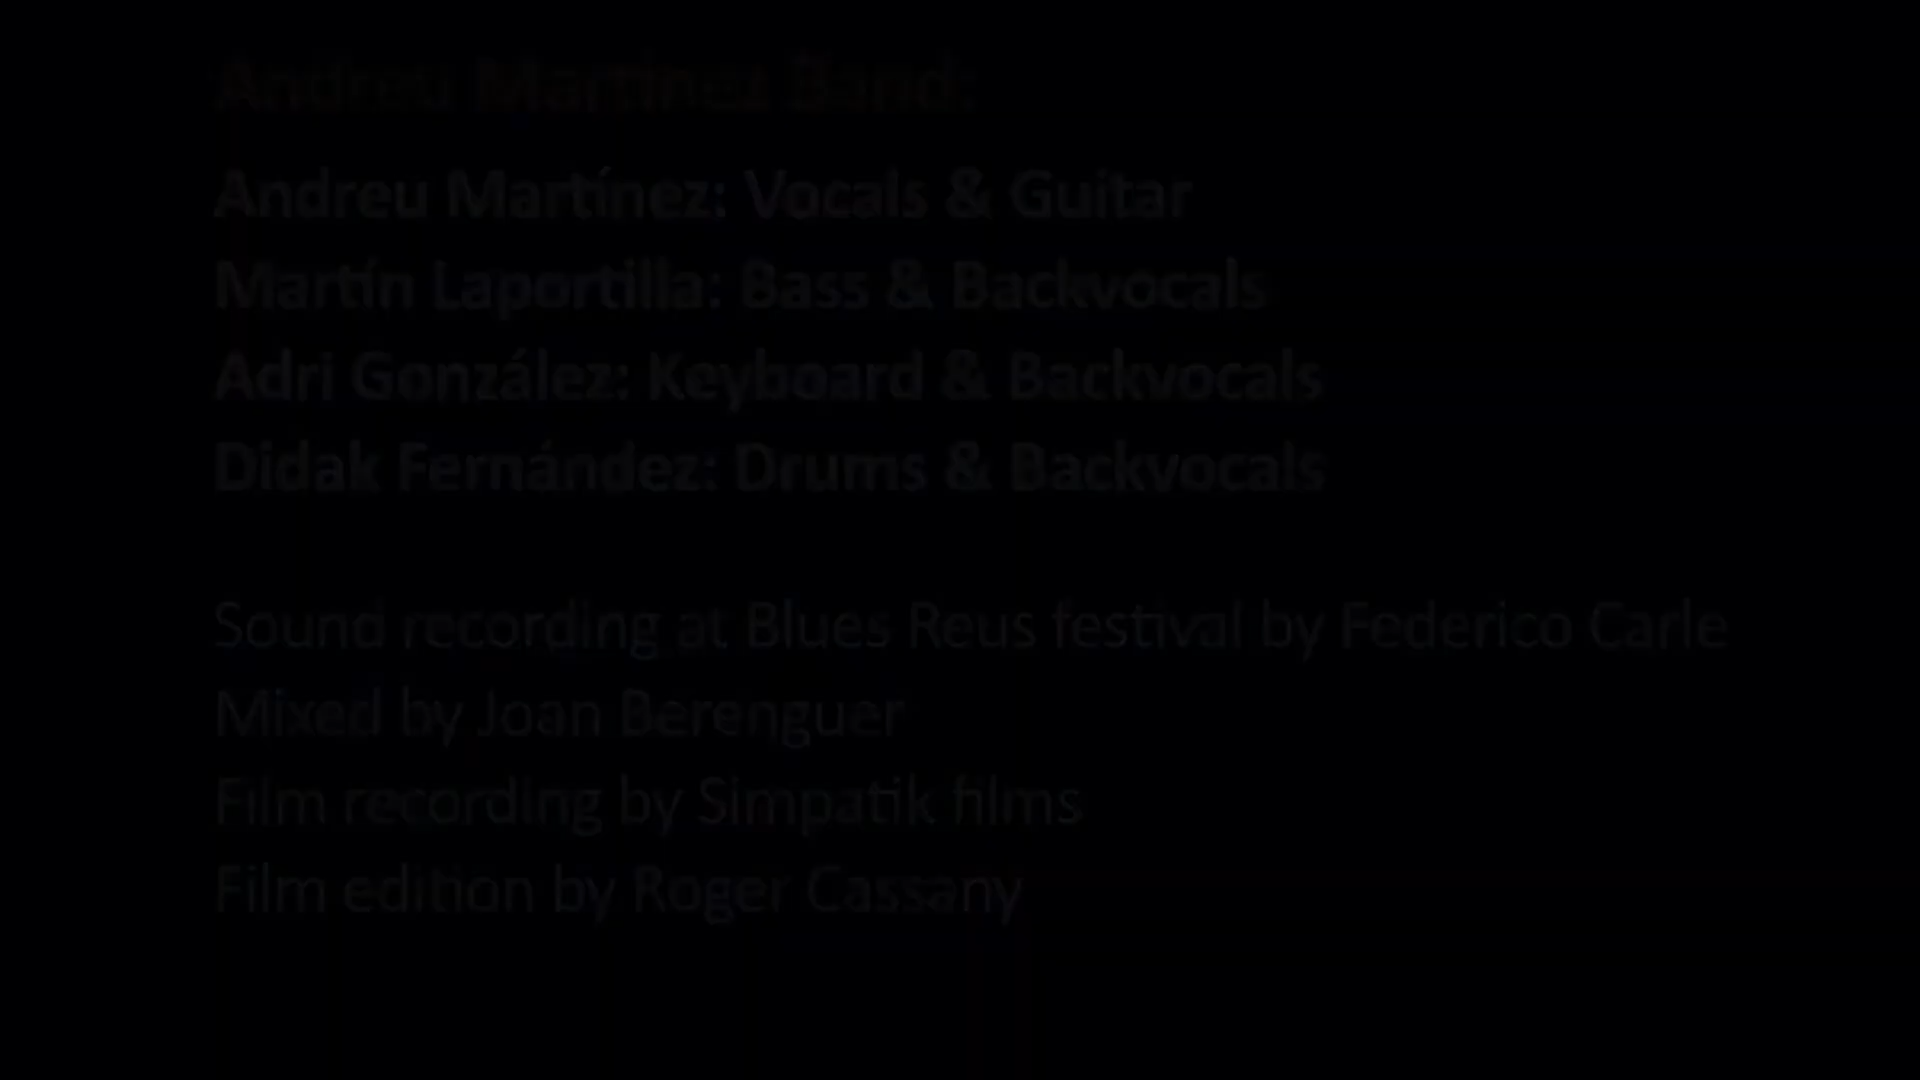 Andreu Martínez Band:
Andreu Martínez: Vocals & Guitar
Martín Laportilla: Bass & Backvocals
Adri González: Keyboard & Backvocals
Didak Fernández: Drums & Backvocals
Sound recording at Blues Reus festival by Federico Carle
Mixed by Joan Berenguer
Film recording by Simpatik films
Film edition by Roger Cassany